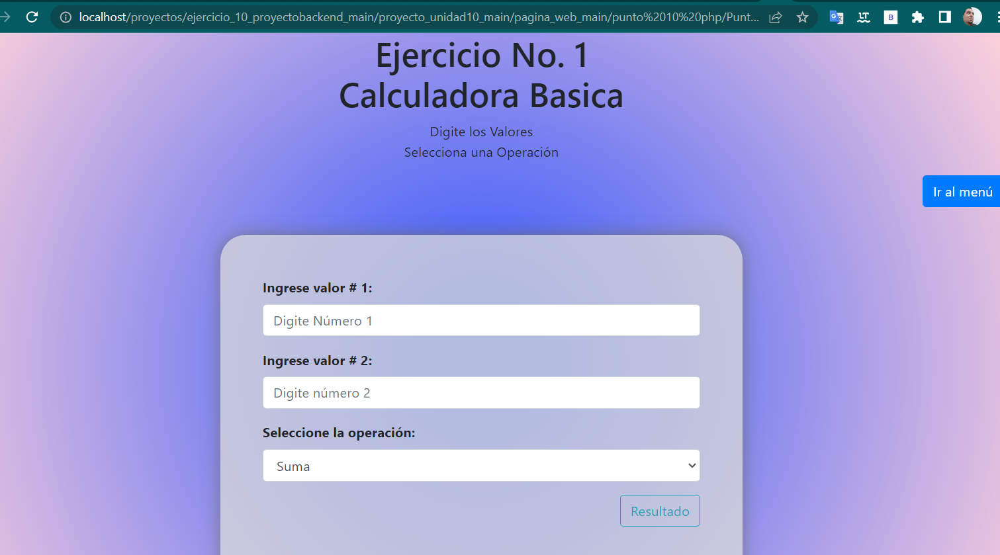 localhost/proyectos/ejercicio_10_proyectobackend_main/proyecto_unidad10_main/pagina_web_main/punto%2010%20php/Punt...
Ejercicio No. 1
Calculadora Basica
Digite los Valores
Selecciona una Operación
Ir al menú
Ingrese valor # 1:
Digite Número 1
Ingrese valor # 2:
Digite número 2
Seleccione la operación:
Suma
Resultado